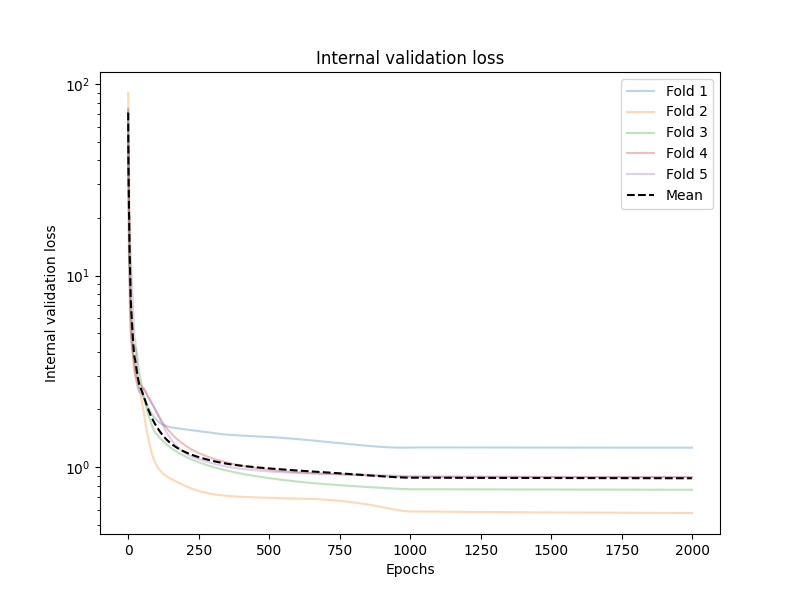 Internal validation loss
Fold 1
Fold 2
Fold 3
Fold 4
Fold 5
Mean
10²
10¹
10⁰
Internal validation loss
0 250 500 750 1000 1250 1500 1750 2000
Epochs